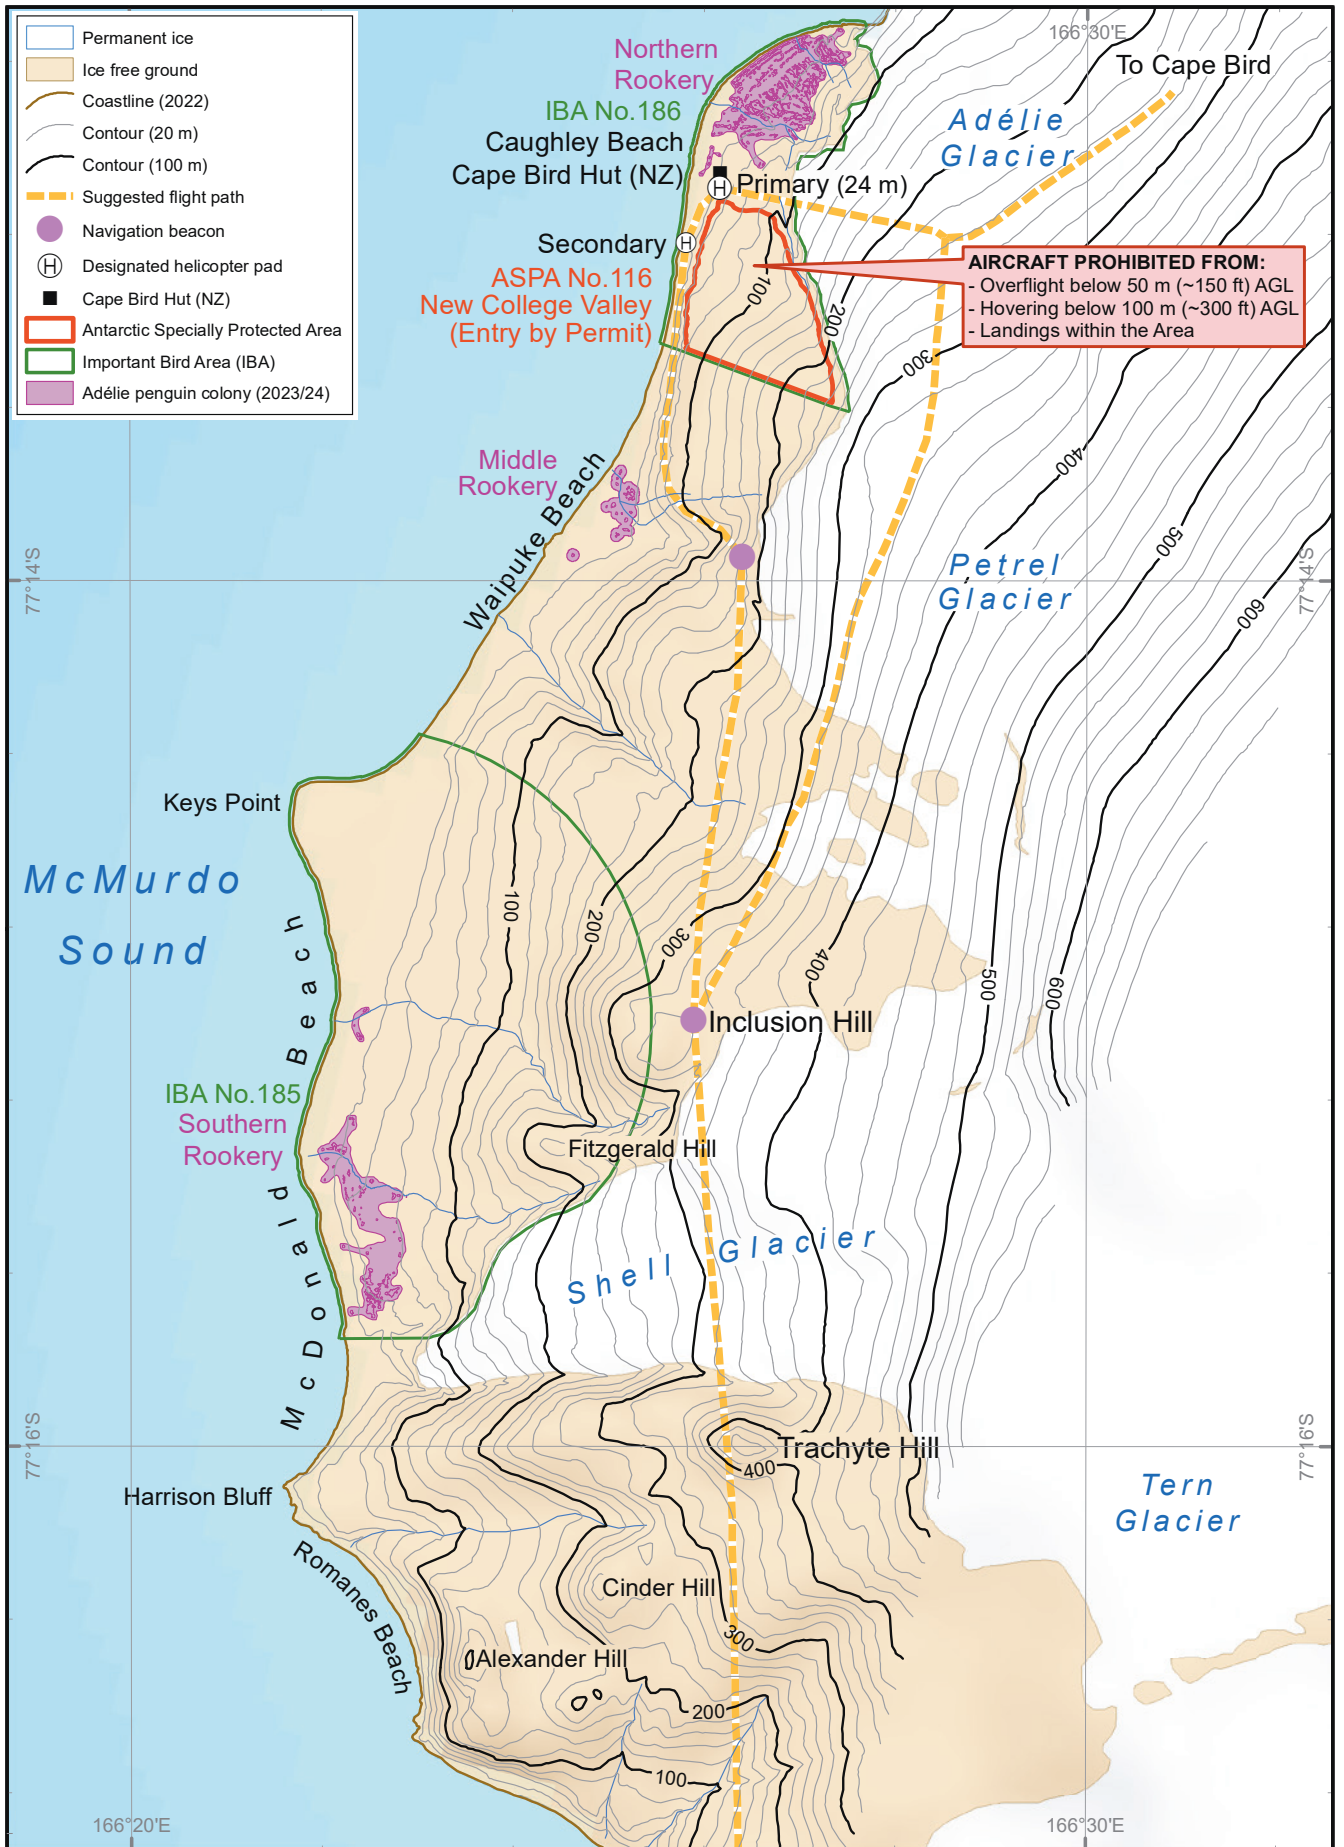 Permanent ice
Ice free ground
Coastline (2022)
Contour (20 m)
Contour (100 m)
Suggested flight path
Navigation beacon
H
Designated helicopter pad
Cape Bird Hut (NZ)
Antarctic Specially Protected Area
Important Bird Area (IBA)
Adélie penguin colony (2023/24)
166°30'E
To Cape Bird
Northern
Rookery
IBA No.186
Caughley Beach
Cape Bird Hut (NZ)
H
Primary (24 m)
Adélie
Glacier
Secondary
H
ASPA No.116
New College Valley
(Entry by Permit)
AIRCRAFT PROHIBITED FROM:
- Overflight below 50 m (~150 ft) AGL
- Hovering below 100 m (~300 ft) AGL
- Landings within the Area
100
200
300
400
500
600
Middle
Rookery
Waipuke Beach
77°14'S
77°14'S
Petrel
Glacier
Keys Point
McMurdo
Sound
100
200
300
400
500
600
Inclusion Hill
McDonald Beach
IBA No.185
Southern
Rookery
Fitzgerald Hill
Shell Glacier
77°16'S
77°16'S
Trachyte Hill
400
Tern
Glacier
Harrison Bluff
Romanes Beach
Cinder Hill
300
Alexander Hill
200
100
166°20'E
166°30'E